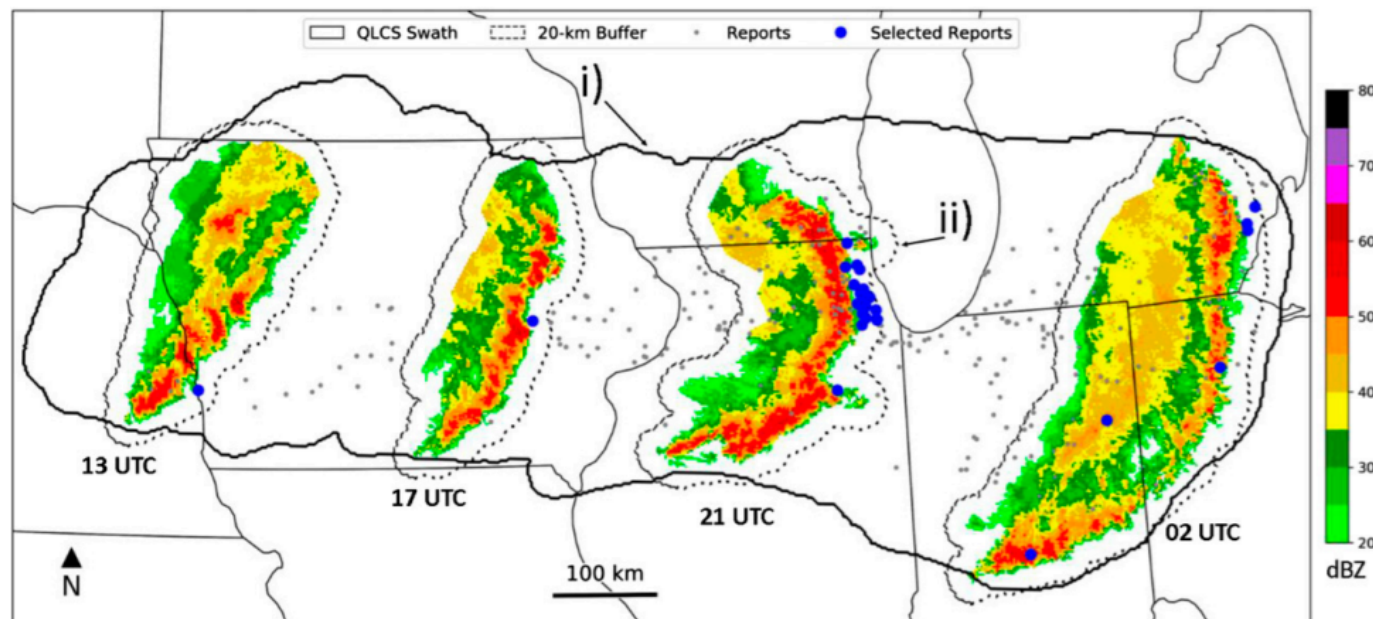 QLCS Swath 20-km Buffer Reports Selected Reports
i)
ii)
13 UTC
17 UTC
21 UTC
02 UTC
N
100 km
80
70
60
50
40
30
20
dBZ